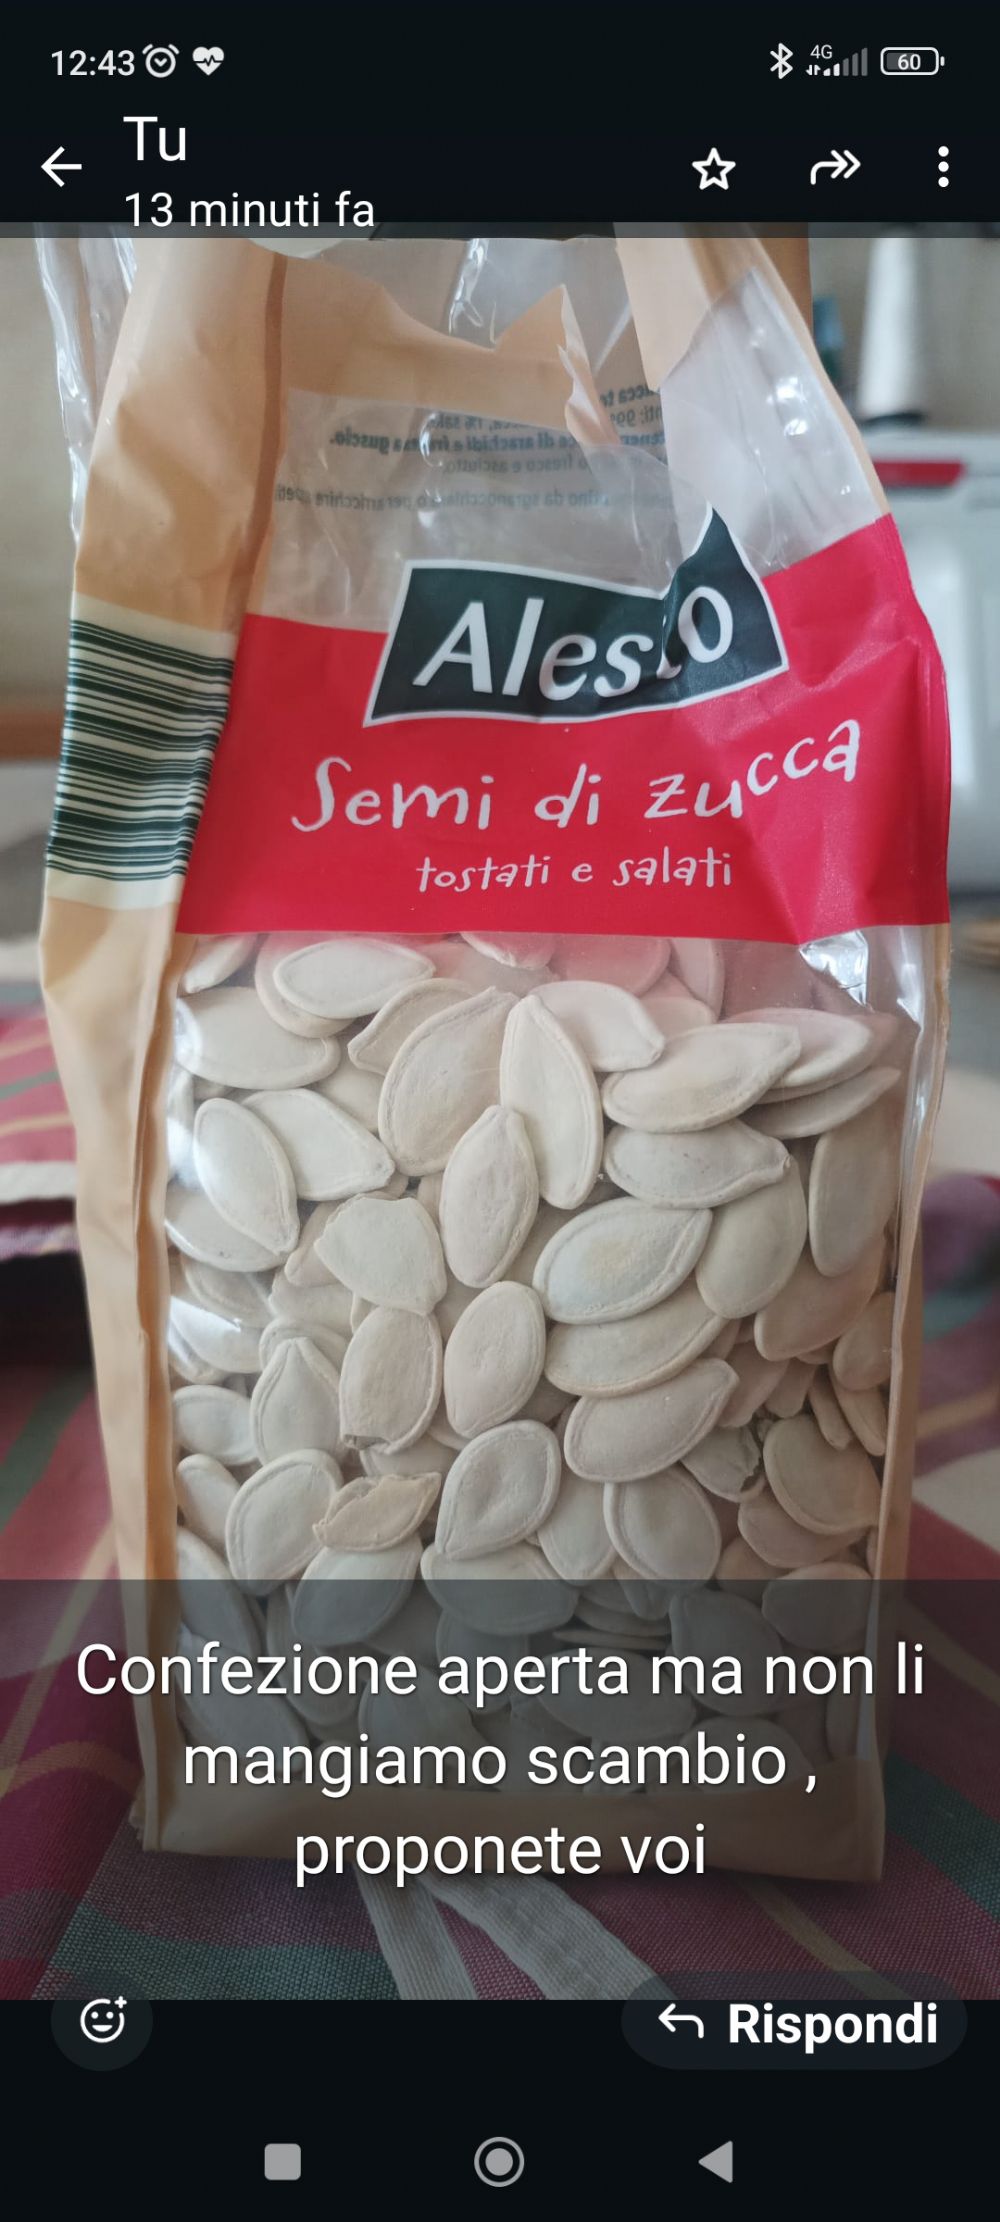 12:43
4G
60
Tu
13 minuti fa
Alesto
Semi di zucca
tostati e salati
Confezione aperta ma non li
mangiamo scambio ,
proponete voi
Rispondi